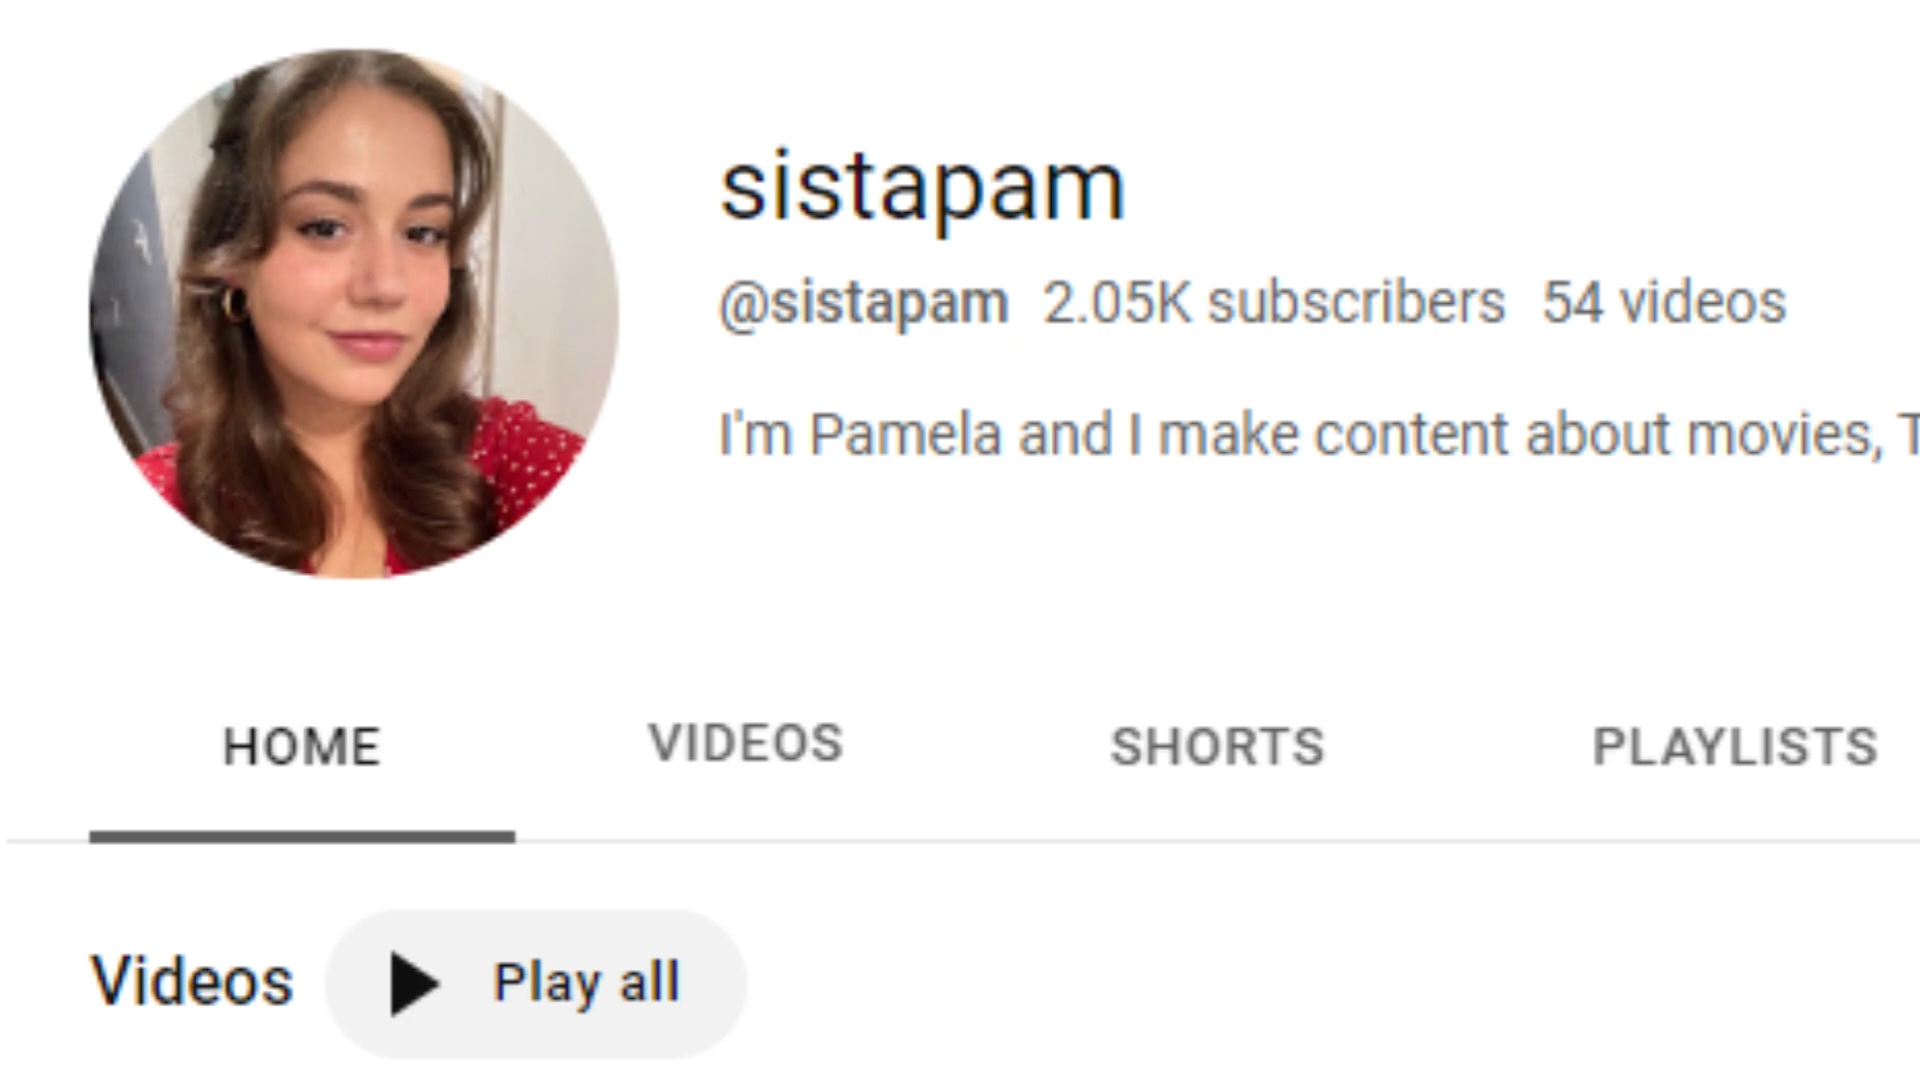 sistapam
@sistapam 2.05K subscribers 54 videos
I'm Pamela and I make content about movies, T
HOME VIDEOS SHORTS PLAYLISTS
Videos Play all